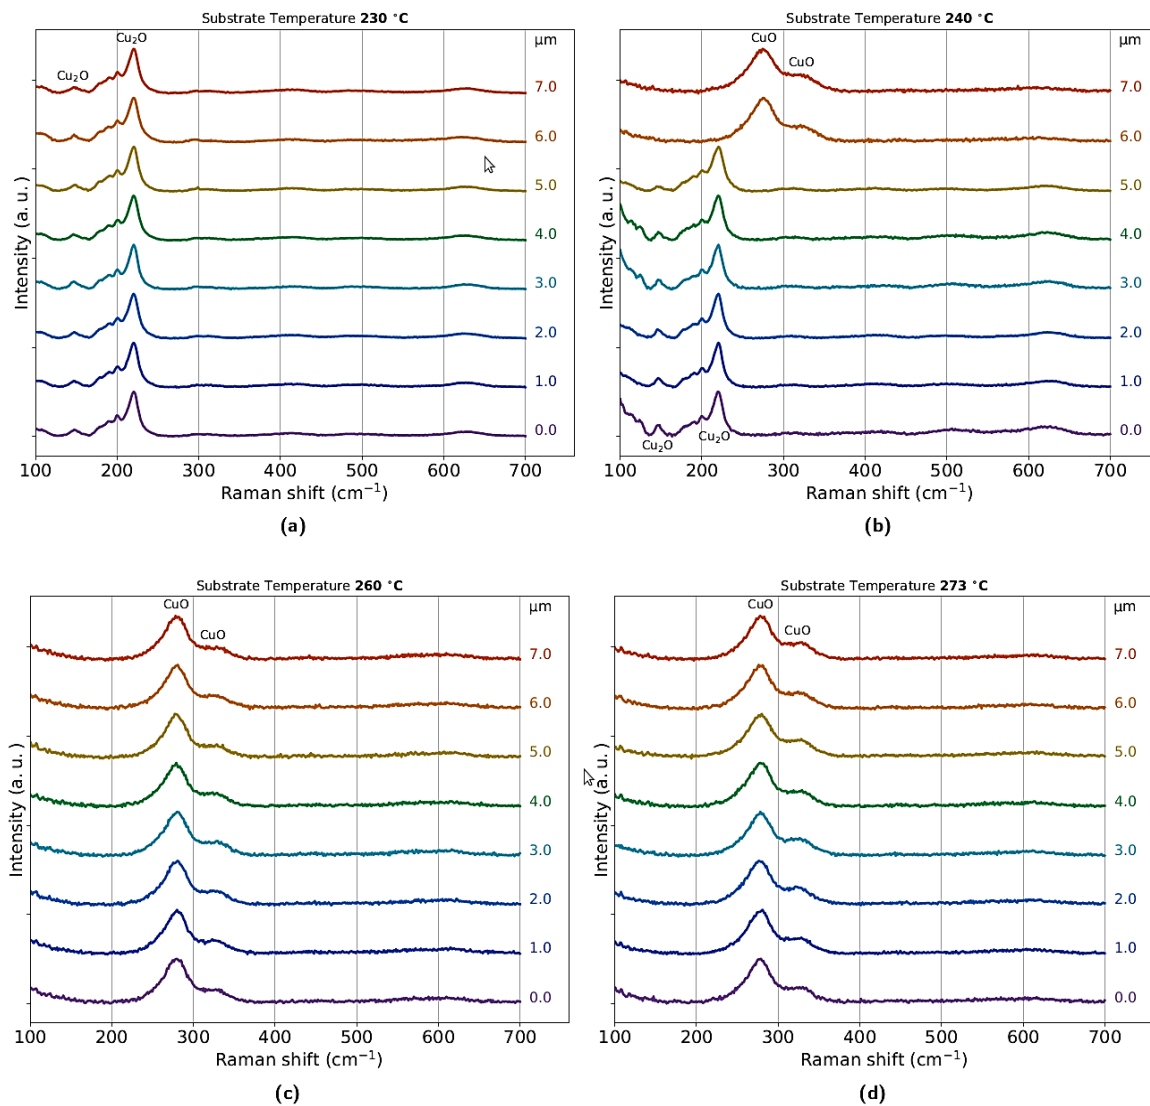 Substrate Temperature 230 °C
Cu₂O
Cu₂O
µm
7.0
6.0
5.0
4.0
3.0
2.0
1.0
0.0
Intensity (a. u.)
100 200 300 400 500 600 700
Raman shift (cm⁻¹)
(a)
Substrate Temperature 240 °C
CuO
CuO
µm
7.0
6.0
5.0
4.0
3.0
2.0
1.0
0.0
Cu₂O
Cu₂O
Intensity (a. u.)
100 200 300 400 500 600 700
Raman shift (cm⁻¹)
(b)
Substrate Temperature 260 °C
CuO
CuO
µm
7.0
6.0
5.0
4.0
3.0
2.0
1.0
0.0
Intensity (a. u.)
100 200 300 400 500 600 700
Raman shift (cm⁻¹)
(c)
Substrate Temperature 273 °C
CuO
CuO
µm
7.0
6.0
5.0
4.0
3.0
2.0
1.0
0.0
Intensity (a. u.)
100 200 300 400 500 600 700
Raman shift (cm⁻¹)
(d)